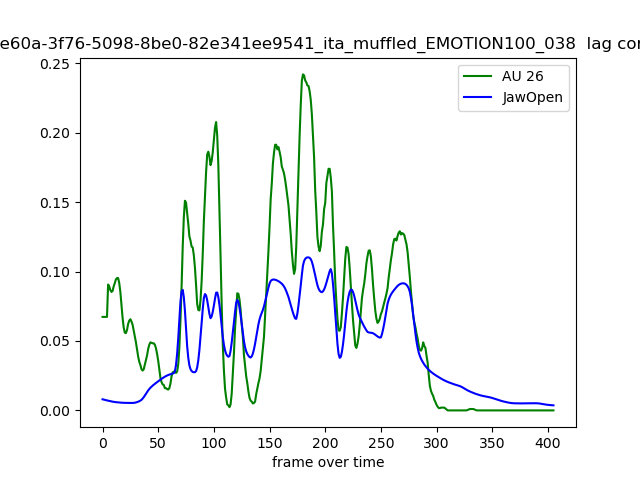 e60a-3f76-5098-8be0-82e341ee9541_ita_muffled_EMOTION100_038 lag
AU 26
JawOpen
0.25
0.20
0.15
0.10
0.05
0.00
0 50 100 150 200 250 300 350 400
frame over time